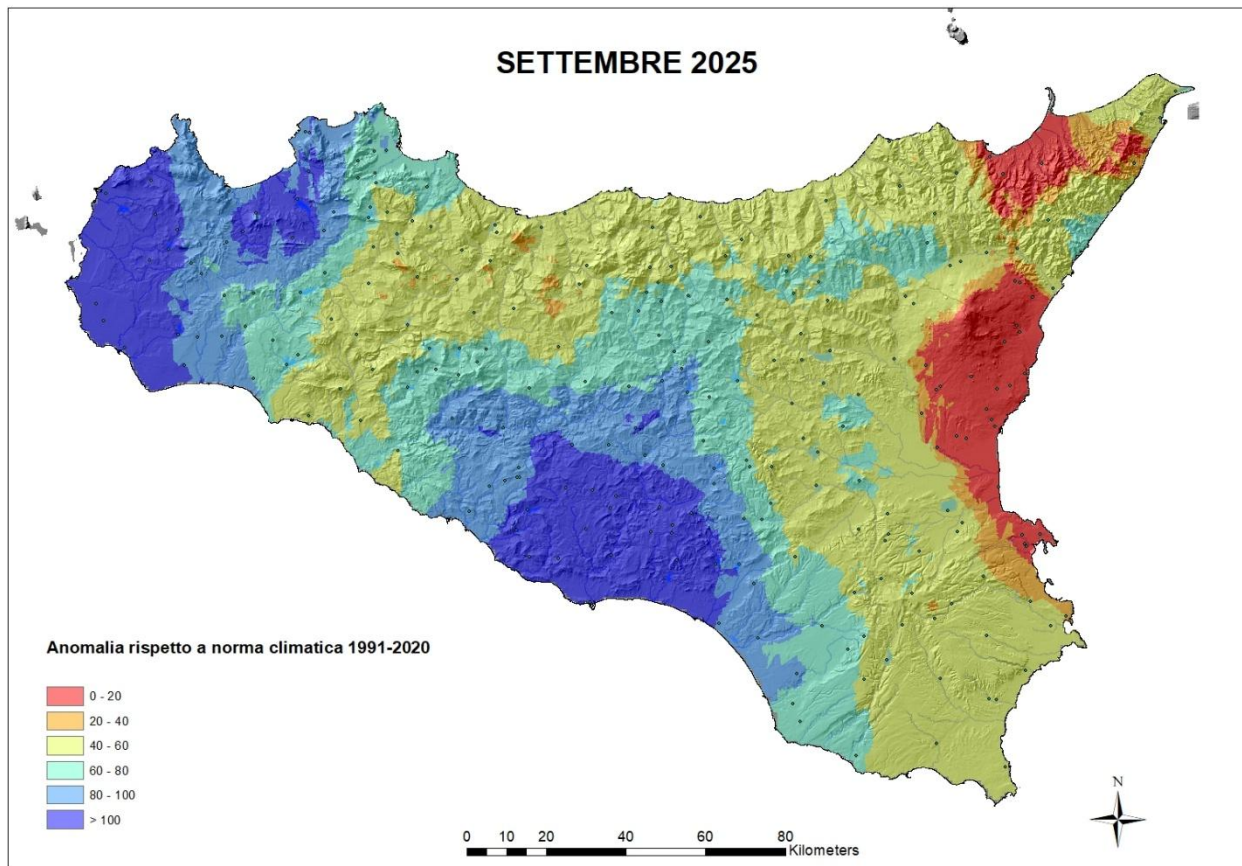 SETTEMBRE 2025
Anomalia rispetto a norma climatica 1991-2020
0 - 20
20 - 40
40 - 60
60 - 80
80 - 100
> 100
N
0 10 20 40 60 80
Kilometers